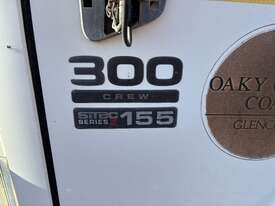 300
CREW
SiTEC
SERIES 155
OAKY
CO
GLENC